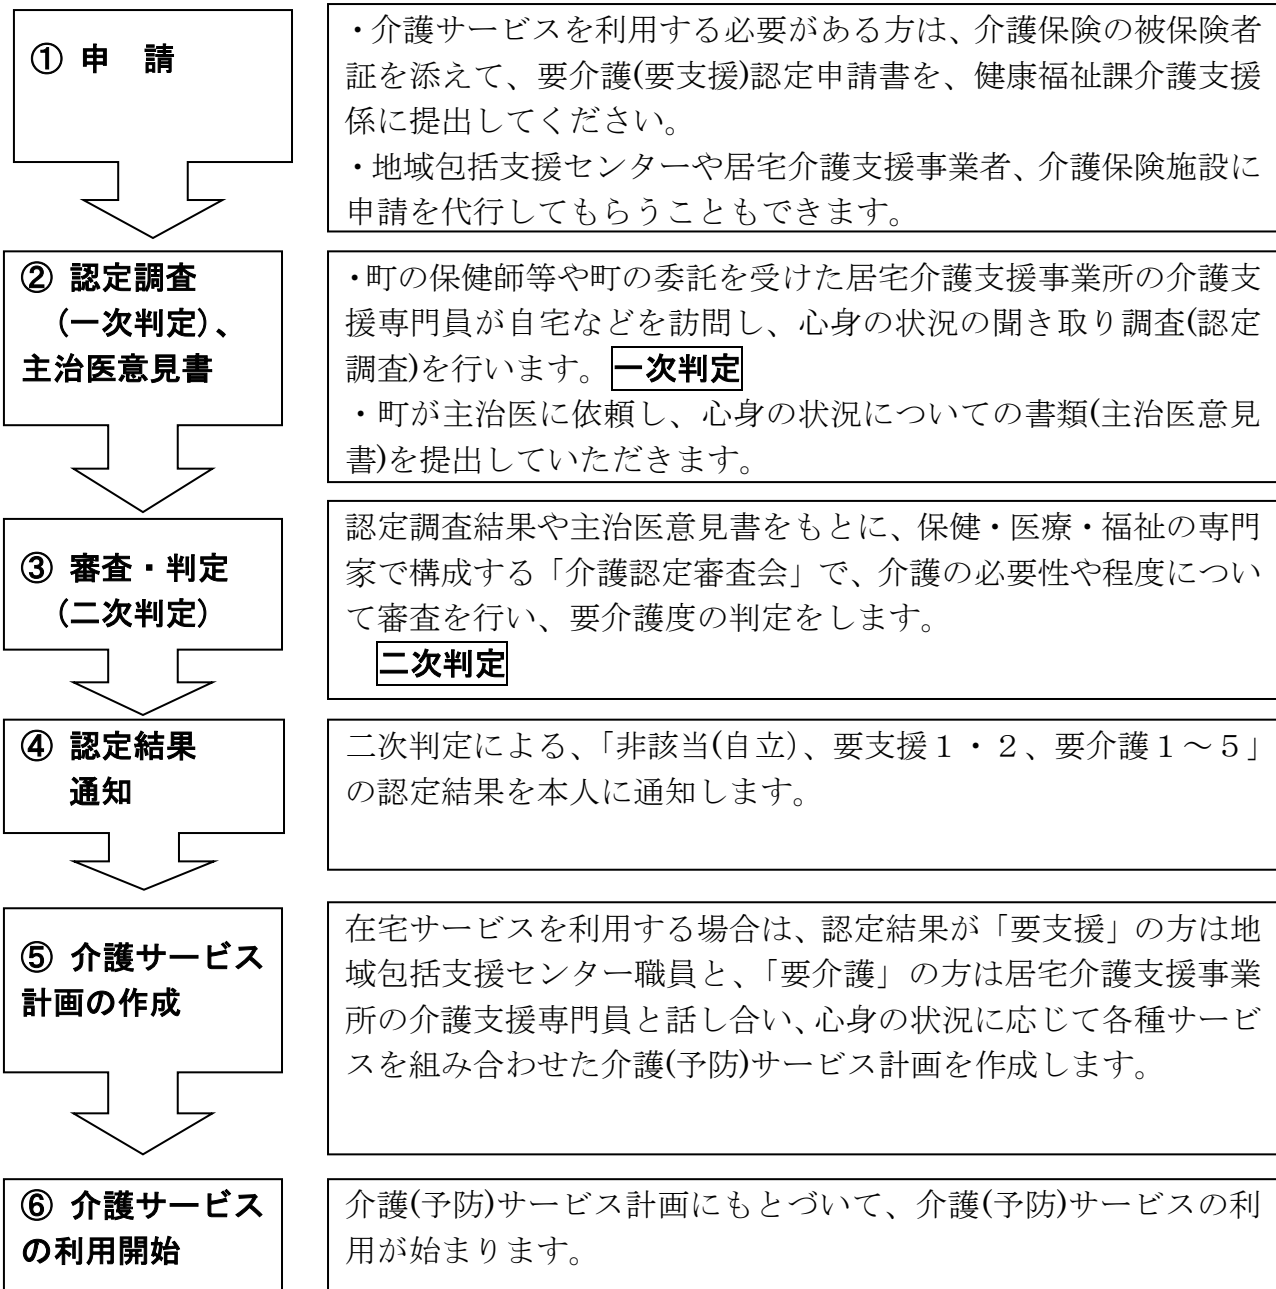 ① 申　請
・介護サービスを利用する必要がある方は、介護保険の被保険者
証を添えて、要介護(要支援)認定申請書を、健康福祉課介護支援
係に提出してください。
・地域包括支援センターや居宅介護支援事業者、介護保険施設に
申請を代行してもらうこともできます。
② 認定調査
（一次判定）、
主治医意見書
・町の保健師等や町の委託を受けた居宅介護支援事業所の介護支
援専門員が自宅などを訪問し、心身の状況の聞き取り調査(認定
調査)を行います。一次判定
・町が主治医に依頼し、心身の状況についての書類(主治医意見
書)を提出していただきます。
③ 審査・判定
（二次判定）
認定調査結果や主治医意見書をもとに、保健・医療・福祉の専門
家で構成する「介護認定審査会」で、介護の必要性や程度につい
て審査を行い、要介護度の判定をします。
二次判定
④ 認定結果
通知
二次判定による、「非該当(自立)、要支援１・２、要介護１～５」
の認定結果を本人に通知します。
⑤ 介護サービス
計画の作成
在宅サービスを利用する場合は、認定結果が「要支援」の方は地
域包括支援センター職員と、「要介護」の方は居宅介護支援事業
所の介護支援専門員と話し合い、心身の状況に応じて各種サービ
スを組み合わせた介護(予防)サービス計画を作成します。
⑥ 介護サービス
の利用開始
介護(予防)サービス計画にもとづいて、介護(予防)サービスの利
用が始まります。